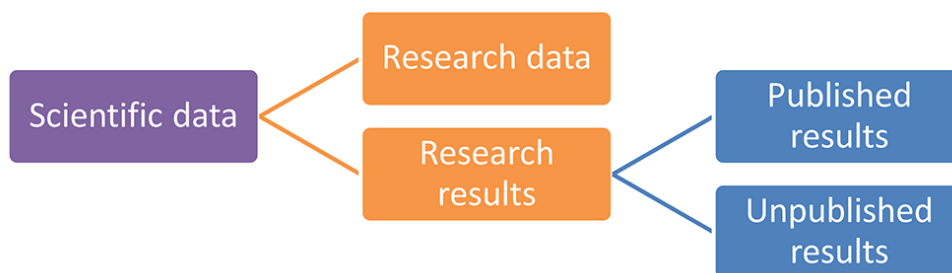 Scientific data
Research data
Research
results
Published
results
Unpublished
results